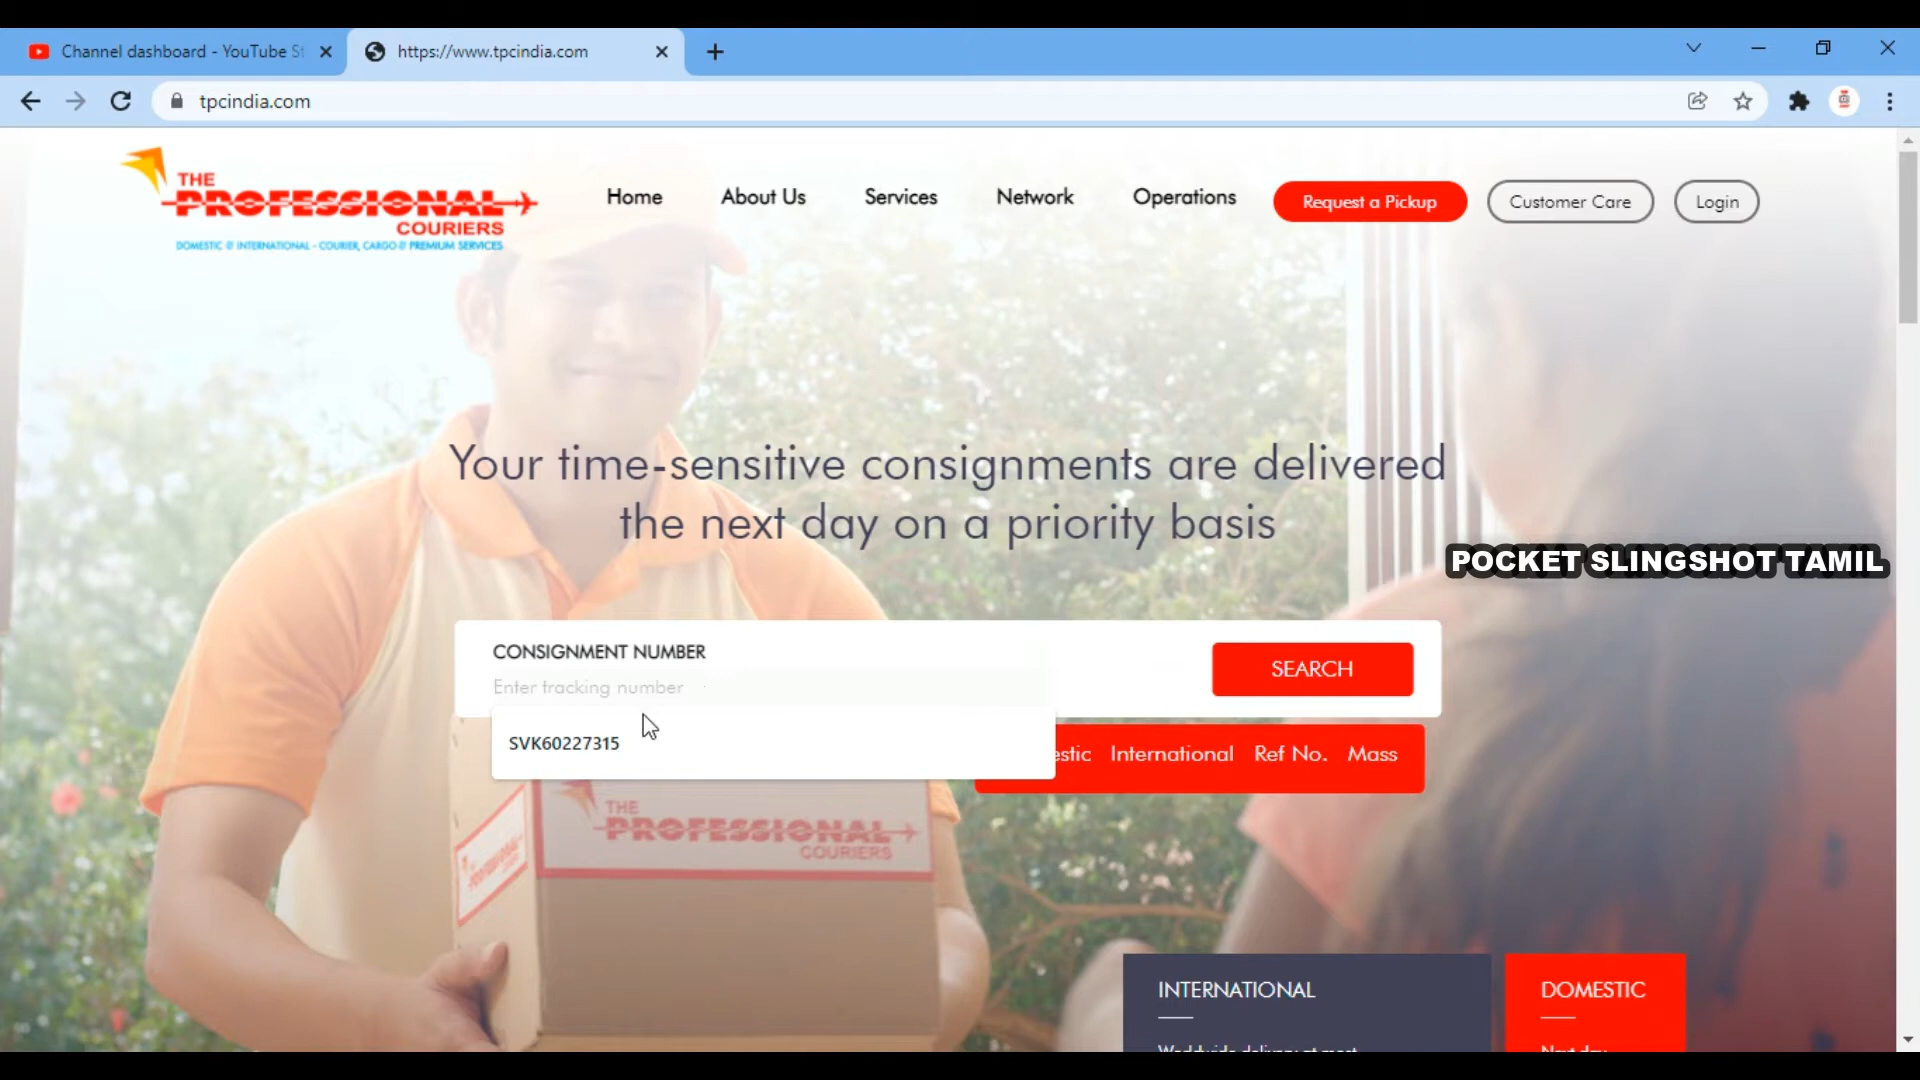 Channel dashboard - YouTube St
https://www.tpcindia.com
tpcindia.com
THE
PROFESSIONAL
COURIERS
DOMESTIC & INTERNATIONAL - COURIER, CARGO & PREMIUM SERVICES
Home
About Us
Services
Network
Operations
Request a Pickup
Customer Care
Login
Your time-sensitive consignments are delivered
the next day on a priority basis
POCKET SLINGSHOT TAMIL
CONSIGNMENT NUMBER
Enter tracking number
SEARCH
SVK60227315
estic
International
Ref No.
Mass
THE
PROFESSIONAL
COURIERS
INTERNATIONAL
DOMESTIC